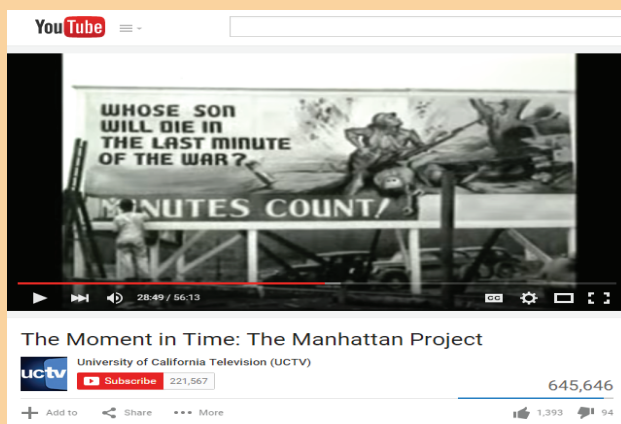 YouTube
WHOSE SON
WILL DIE IN
THE LAST MINUTE
OF THE WAR?
MINUTES COUNT!
28:49 / 56:13
CC
The Moment in Time: The Manhattan Project
uctv
University of California Television (UCTV)
Subscribe 221,567
645,646
Add to Share More 1,393 94